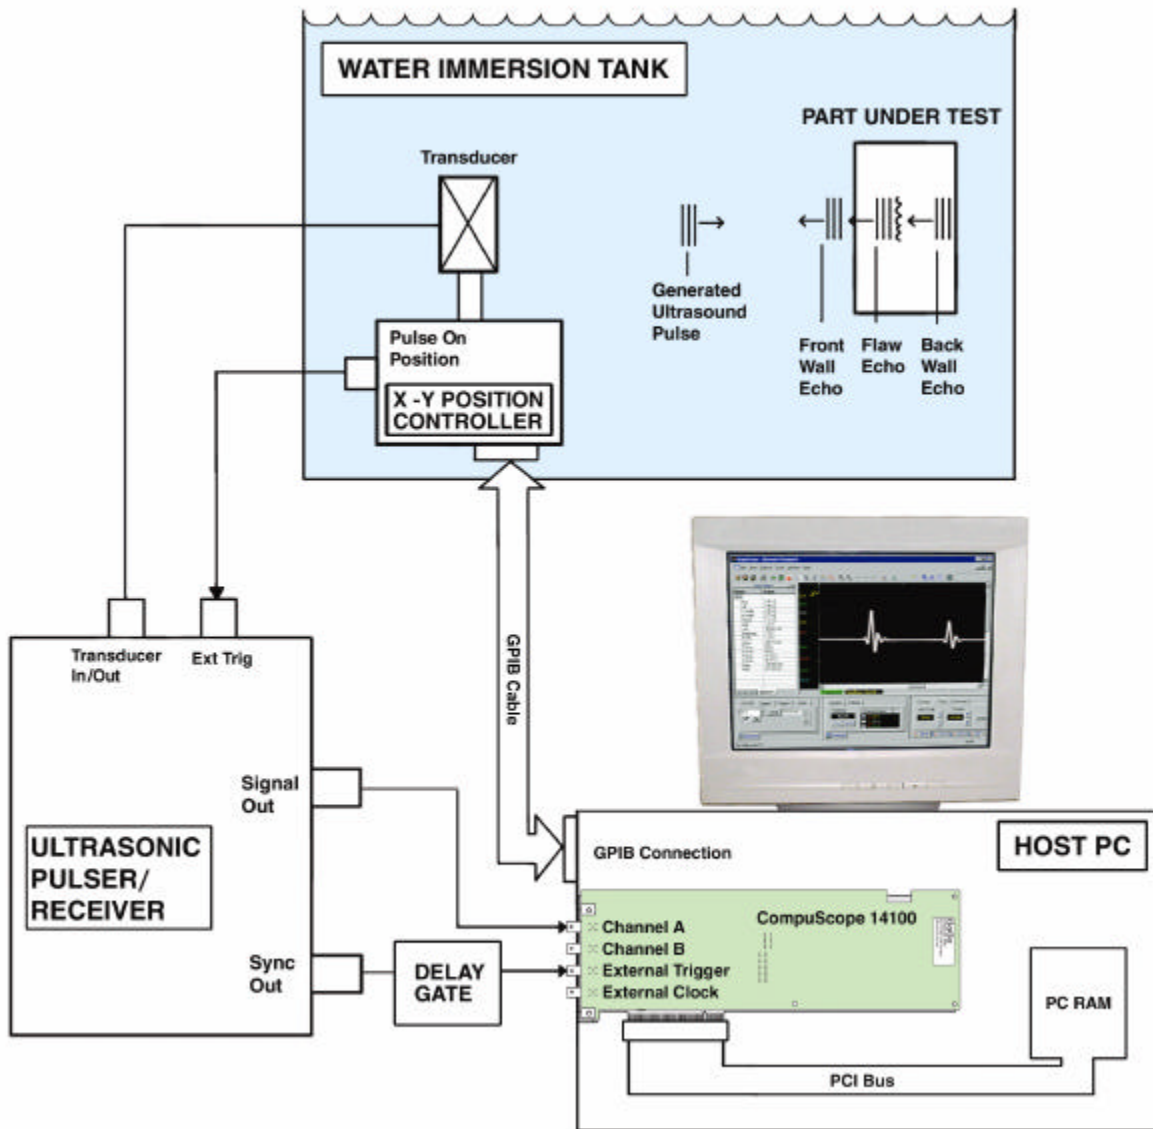 WATER IMMERSION TANK
PART UNDER TEST
Transducer
Generated
Ultrasound
Pulse
Front
Wall
Echo
Flaw
Echo
Back
Wall
Echo
Pulse On
Position
X -Y POSITION
CONTROLLER
GPIB Cable
Transducer
In/Out
Ext Trig
Signal
Out
ULTRASONIC
PULSER/
RECEIVER
Sync
Out
DELAY
GATE
HOST PC
GPIB Connection
CompuScope 14100
Channel A
Channel B
External Trigger
External Clock
PC RAM
PCI Bus